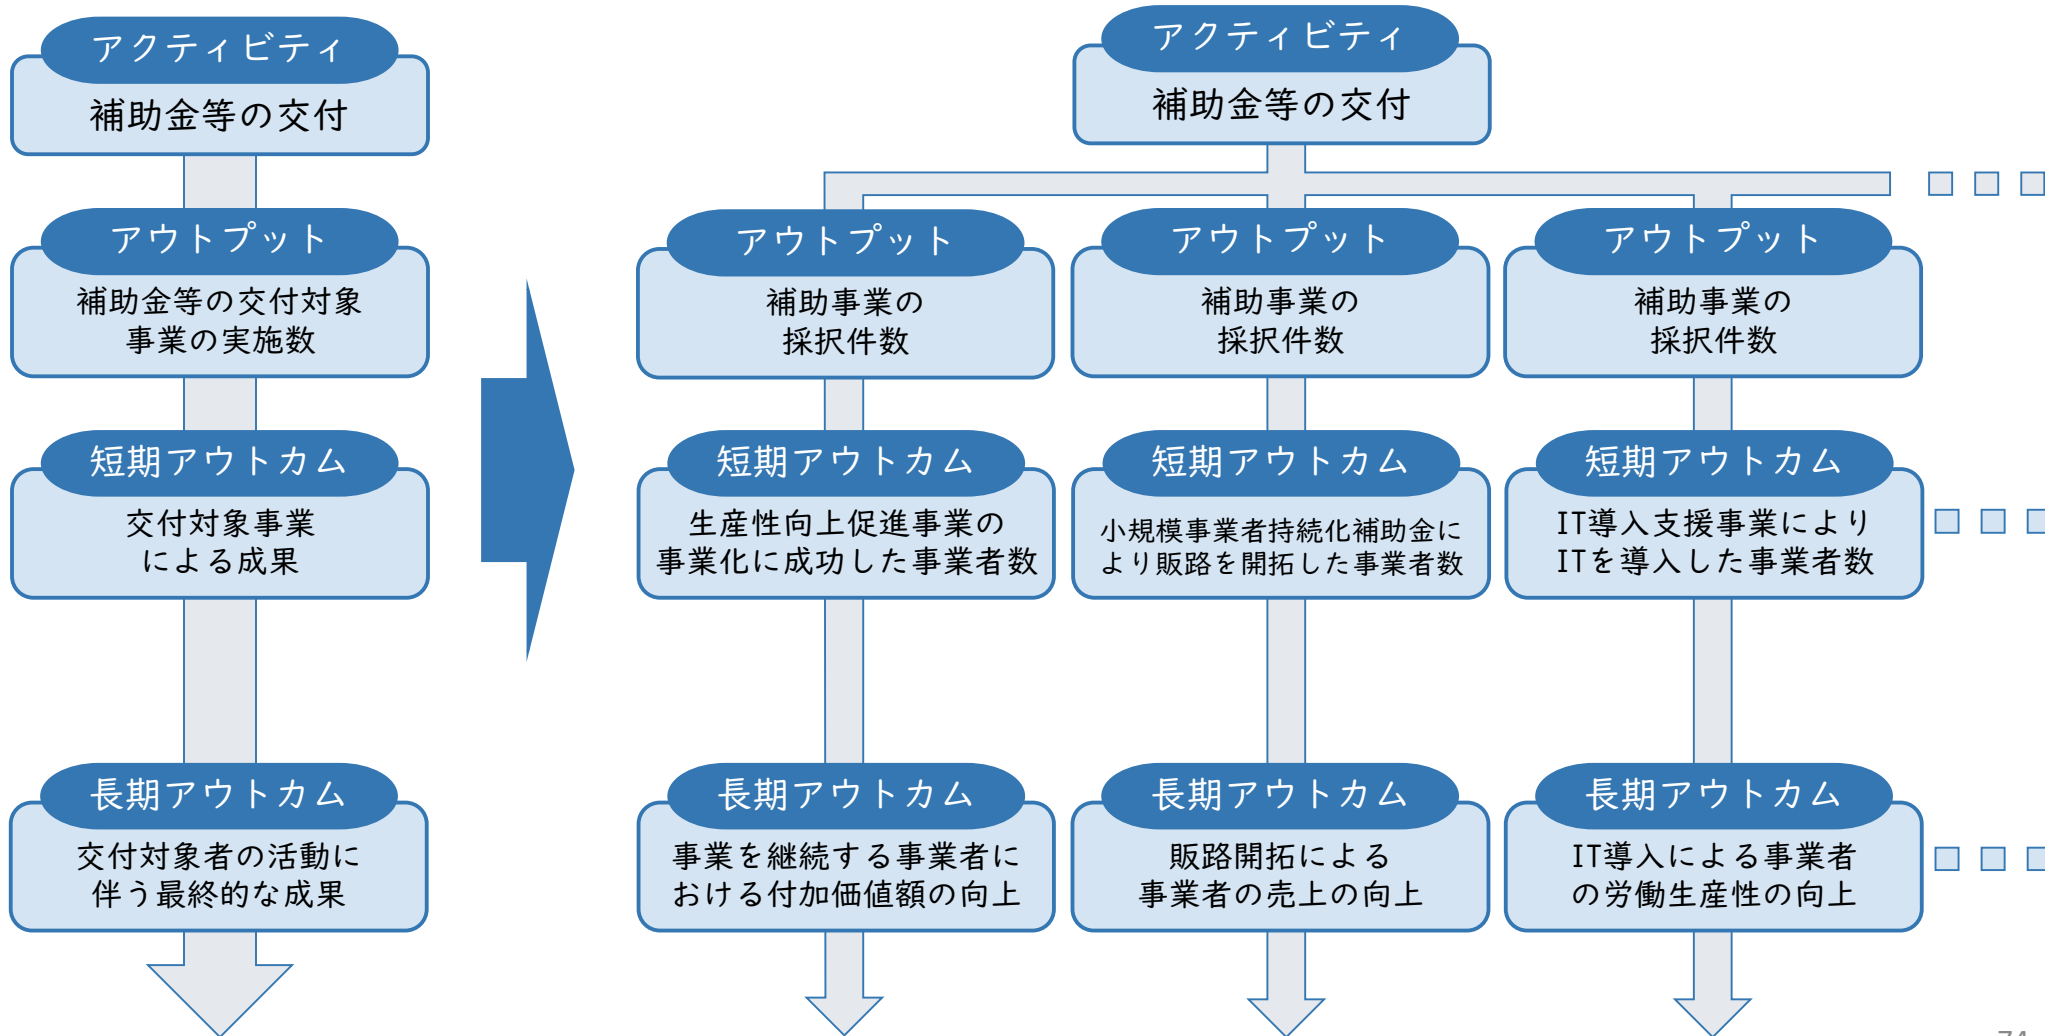 アクティビティ
補助金等の交付
アウトプット
補助金等の交付対象
事業の実施数
短期アウトカム
交付対象事業
による成果
長期アウトカム
交付対象者の活動に
伴う最終的な成果
アクティビティ
補助金等の交付
アウトプット
補助事業の
採択件数
短期アウトカム
生産性向上促進事業の
事業化に成功した事業者数
長期アウトカム
事業を継続する事業者に
おける付加価値額の向上
アウトプット
補助事業の
採択件数
短期アウトカム
小規模事業者持続化補助金に
より販路を開拓した事業者数
長期アウトカム
販路開拓による
事業者の売上の向上
アウトプット
補助事業の
採択件数
短期アウトカム
IT導入支援事業により
ITを導入した事業者数
長期アウトカム
IT導入による事業者
の労働生産性の向上